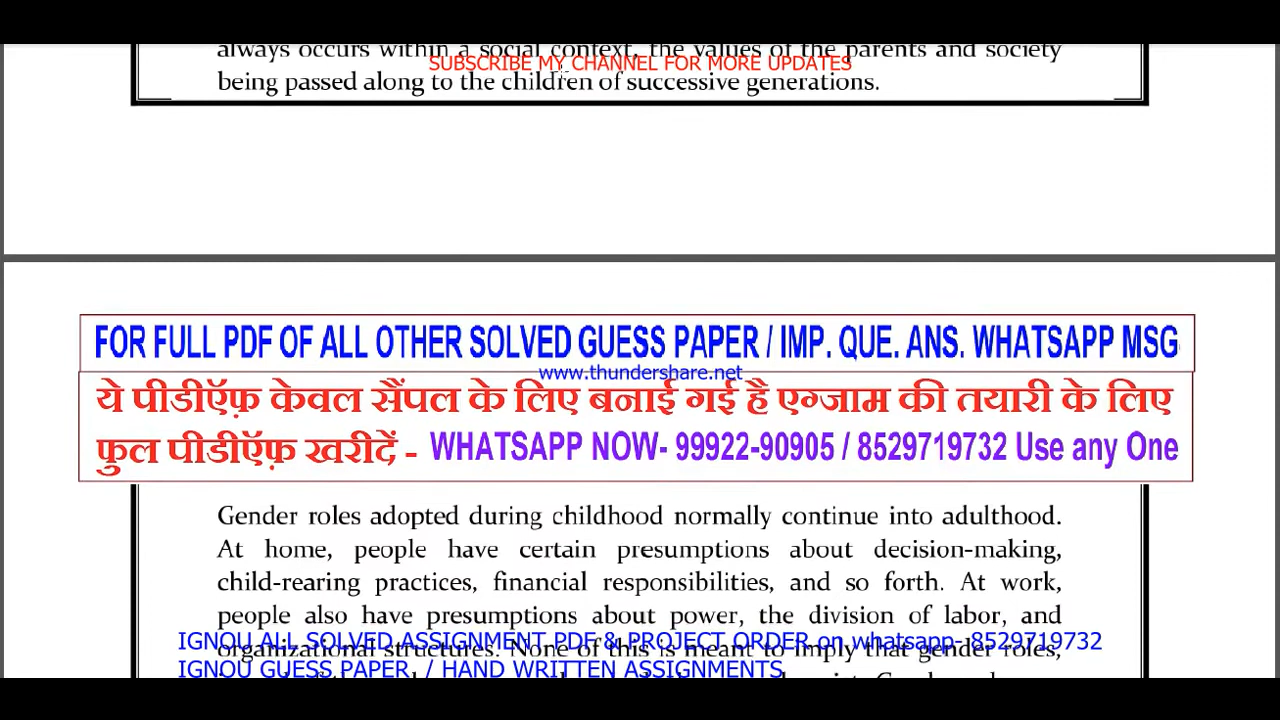 always occurs within a social context, the values of the parents and society
SUBSCRIBE MY CHANNEL FOR MORE UPDATES
being passed along to the children of successive generations.
FOR FULL PDF OF ALL OTHER SOLVED GUESS PAPER / IMP. QUE. ANS. WHATSAPP MSG
www.thundershare.net
ये पीडीऍफ़ केवल सैंपल के लिए बनाई गई है एग्जाम की तयारी के लिए
फुल पीडीऍफ़ खरीदें - WHATSAPP NOW- 99922-90905 / 8529719732 Use any One
Gender roles adopted during childhood normally continue into adulthood.
At home, people have certain presumptions about decision-making,
child-rearing practices, financial responsibilities, and so forth. At work,
people also have presumptions about power, the division of labor, and
IGNOU ALL SOLVED ASSIGNMENT PDF & PROJECT ORDER on whatsapp- 8529719732
organizational structures. None of this is meant to imply that gender roles,
IGNOU GUESS PAPER / HAND WRITTEN ASSIGNMENTS